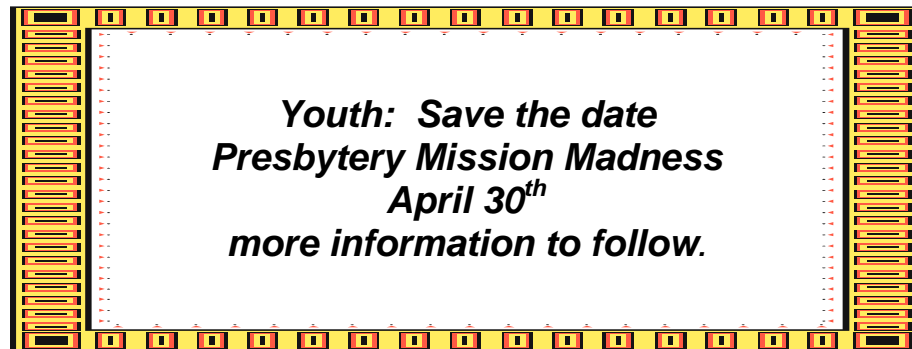 Youth:  Save the date
Presbytery Mission Madness
April 30th
more information to follow.